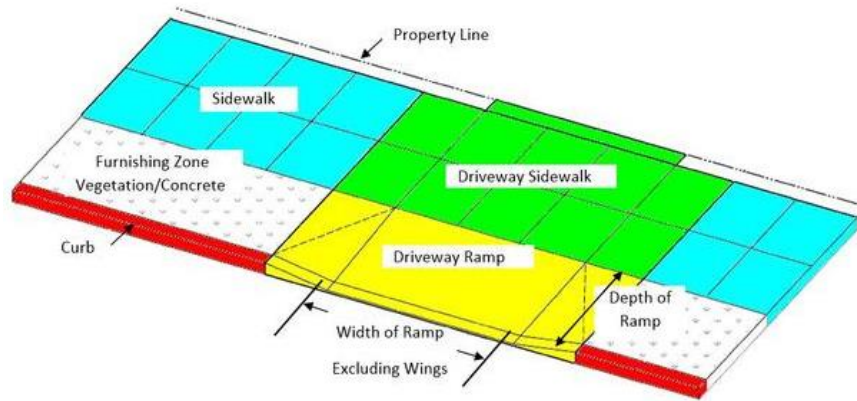 Property Line
Sidewalk
Furnishing Zone
Vegetation/Concrete
Driveway Sidewalk
Curb
Driveway Ramp
Depth of
Ramp
Width of Ramp
Excluding Wings